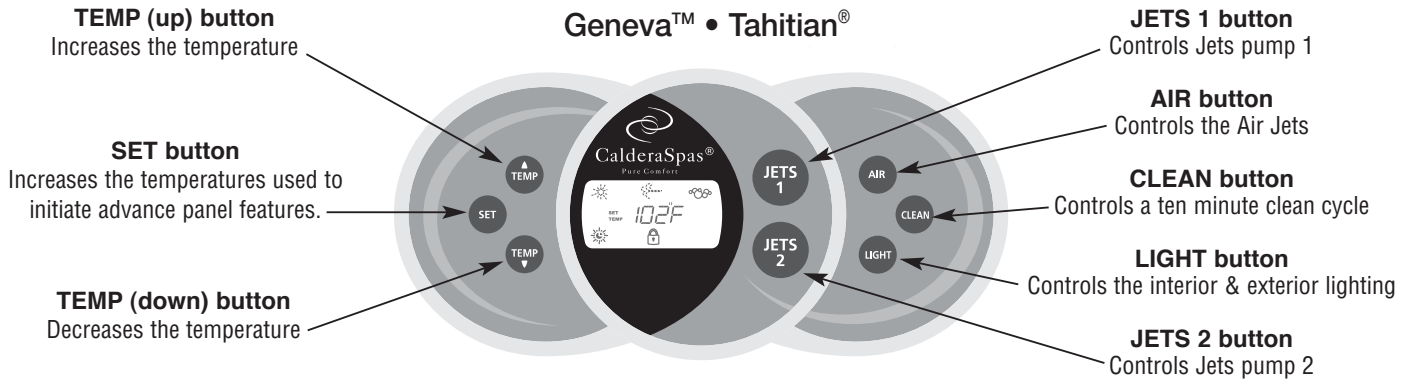 Geneva™ • Tahitian®
TEMP (up) button
Increases the temperature
SET button
Increases the temperatures used to
initiate advance panel features.
TEMP (down) button
Decreases the temperature
TEMP
SET
TEMP
CalderaSpas®
Pure Comfort
SET
TEMP
102°F
JETS
1
JETS
2
AIR
CLEAN
LIGHT
JETS 1 button
Controls Jets pump 1
AIR button
Controls the Air Jets
CLEAN button
Controls a ten minute clean cycle
LIGHT button
Controls the interior & exterior lighting
JETS 2 button
Controls Jets pump 2